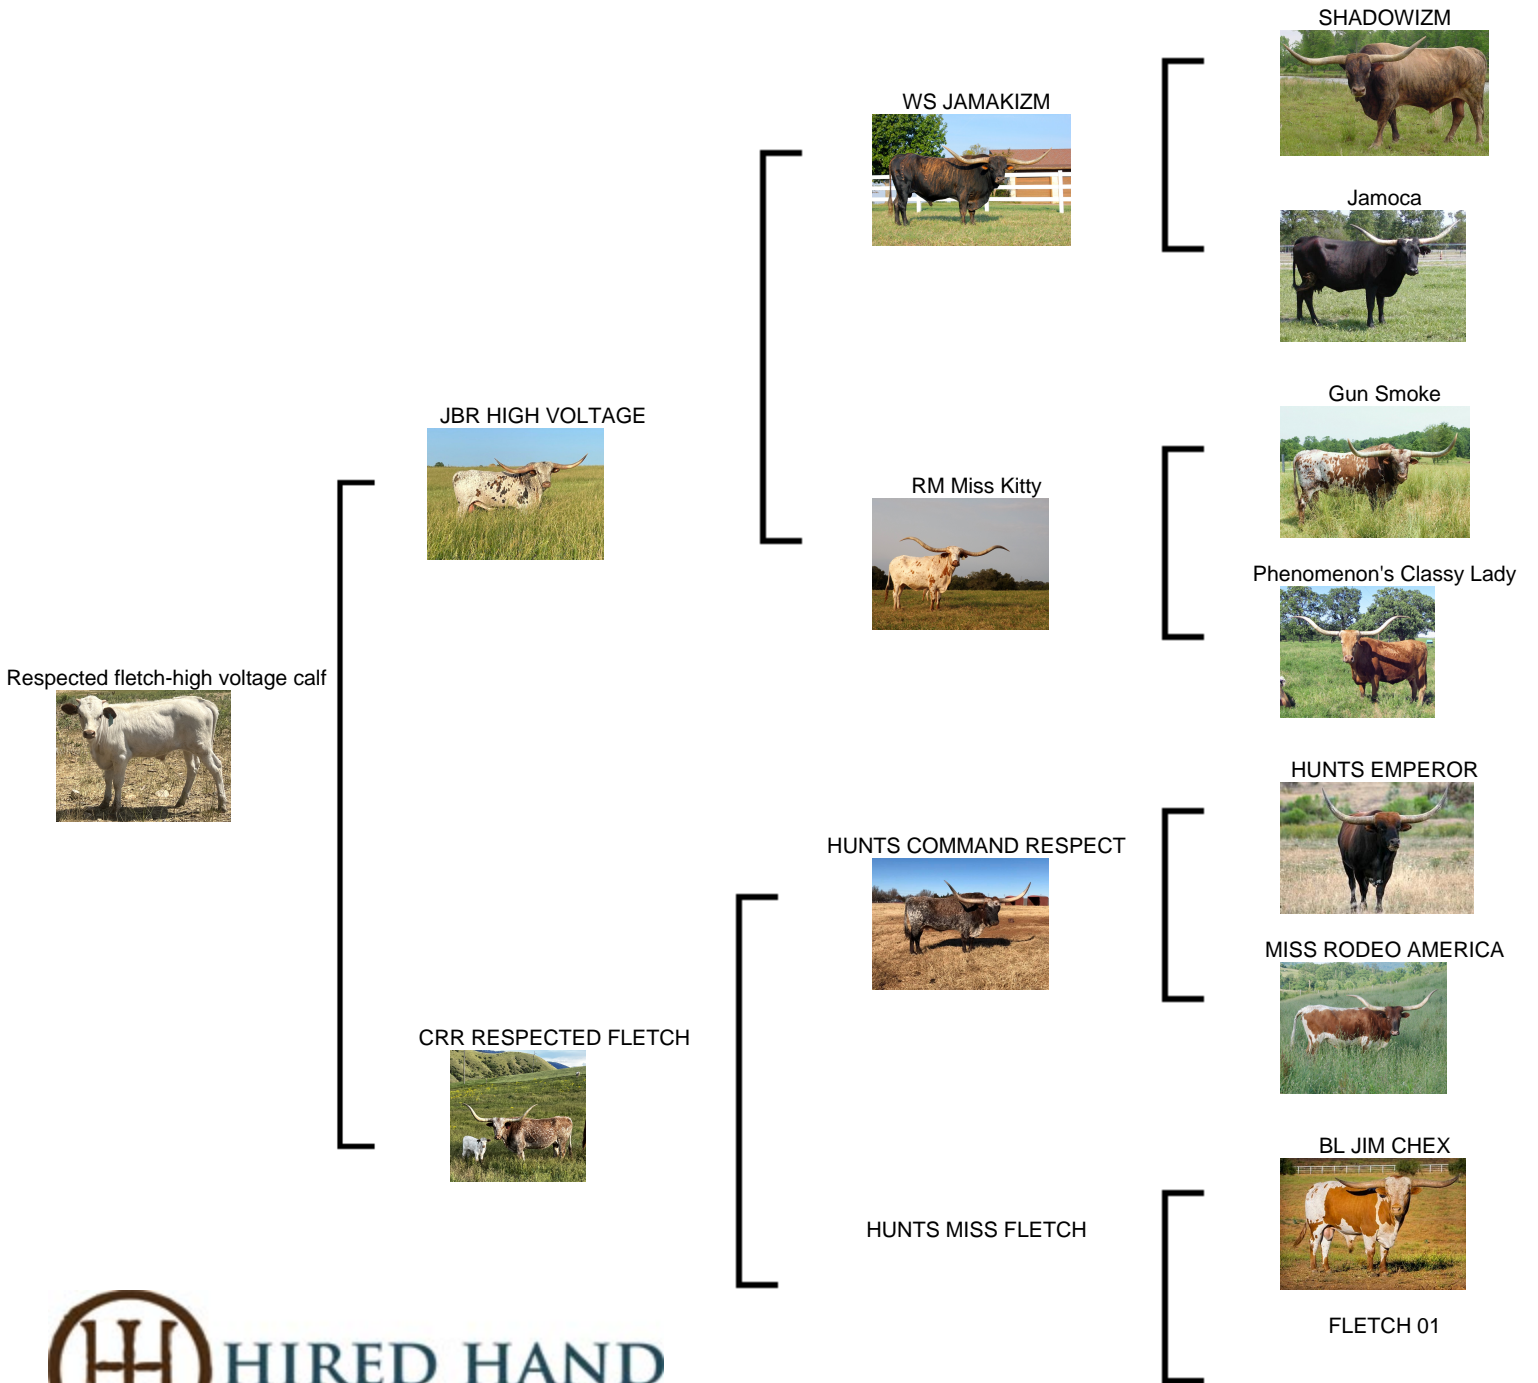 SHADOWIZM
WS JAMAKIZM
Jamoca
Gun Smoke
JBR HIGH VOLTAGE
RM Miss Kitty
Phenomenon's Classy Lady
Respected fletch-high voltage calf
HUNTS EMPEROR
HUNTS COMMAND RESPECT
MISS RODEO AMERICA
CRR RESPECTED FLETCH
BL JIM CHEX
HUNTS MISS FLETCH
FLETCH 01
HIRED HAND